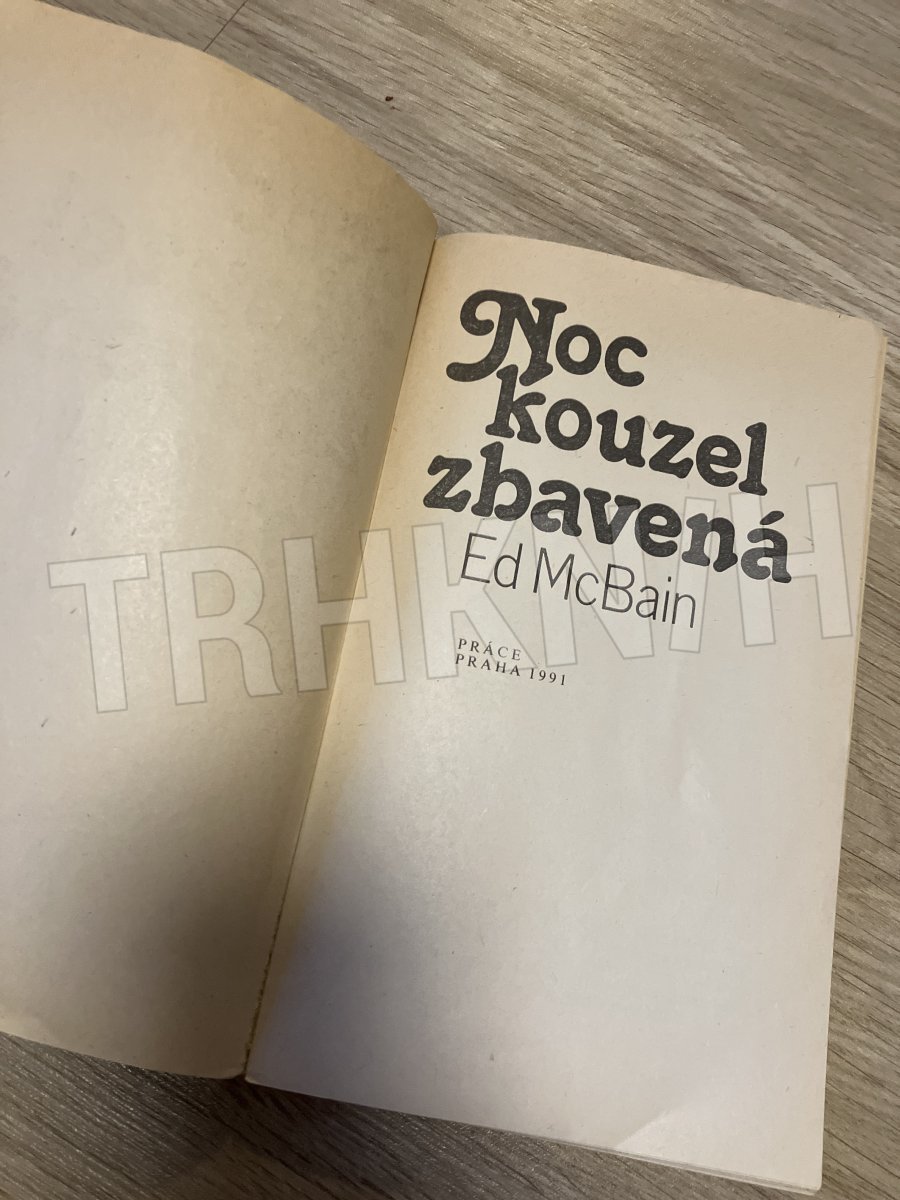 Noc
kouzel
zbavená
Ed McBain
PRÁCE
PRAHA 1991
TRHKNIH